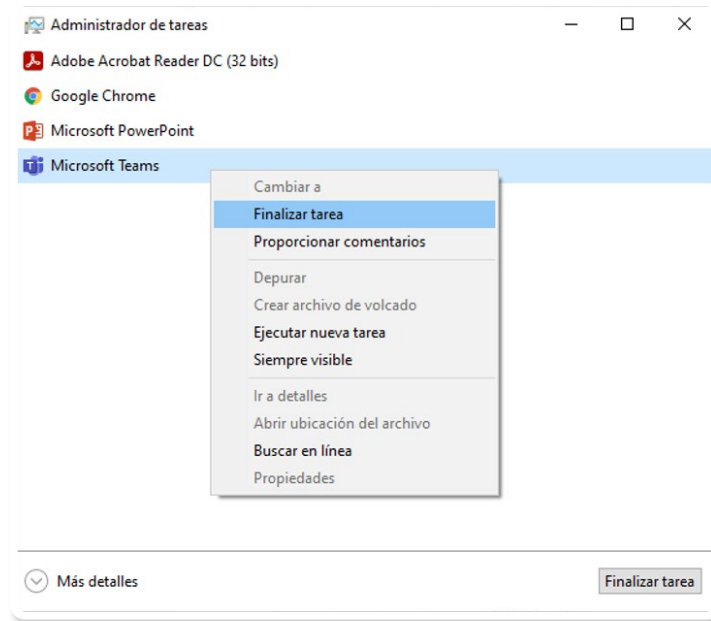 Administrador de tareas
Adobe Acrobat Reader DC (32 bits)
Google Chrome
Microsoft PowerPoint
Microsoft Teams
Cambiar a
Finalizar tarea
Proporcionar comentarios
Depurar
Crear archivo de volcado
Ejecutar nueva tarea
Siempre visible
Ir a detalles
Abrir ubicación del archivo
Buscar en línea
Propiedades
Más detalles
Finalizar tarea